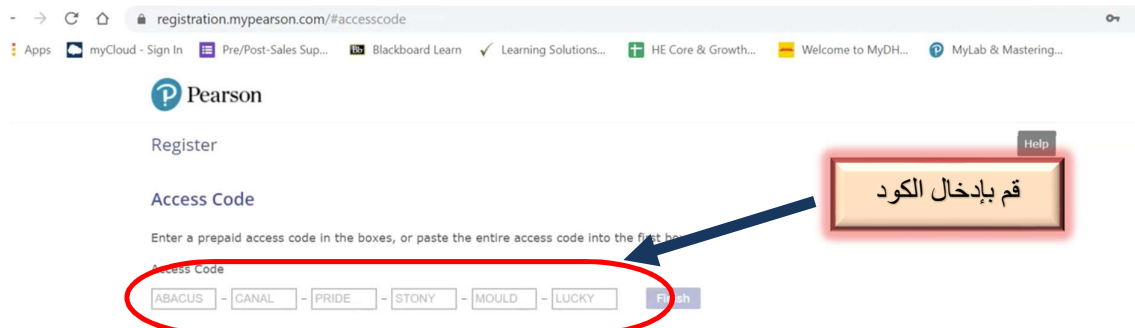 registration.mypearson.com/#accesscode
Apps myCloud - Sign In Pre/Post-Sales Sup... Bb Blackboard Learn Learning Solutions... HE Core & Growth... Welcome to MyDH... MyLab & Mastering...
Pearson
Register
Help
قم بإدخال الكود
Access Code
Enter a prepaid access code in the boxes, or paste the entire access code into the first
Access Code
ABACUS - CANAL - PRIDE - STONY - MOULD - LUCKY Finish